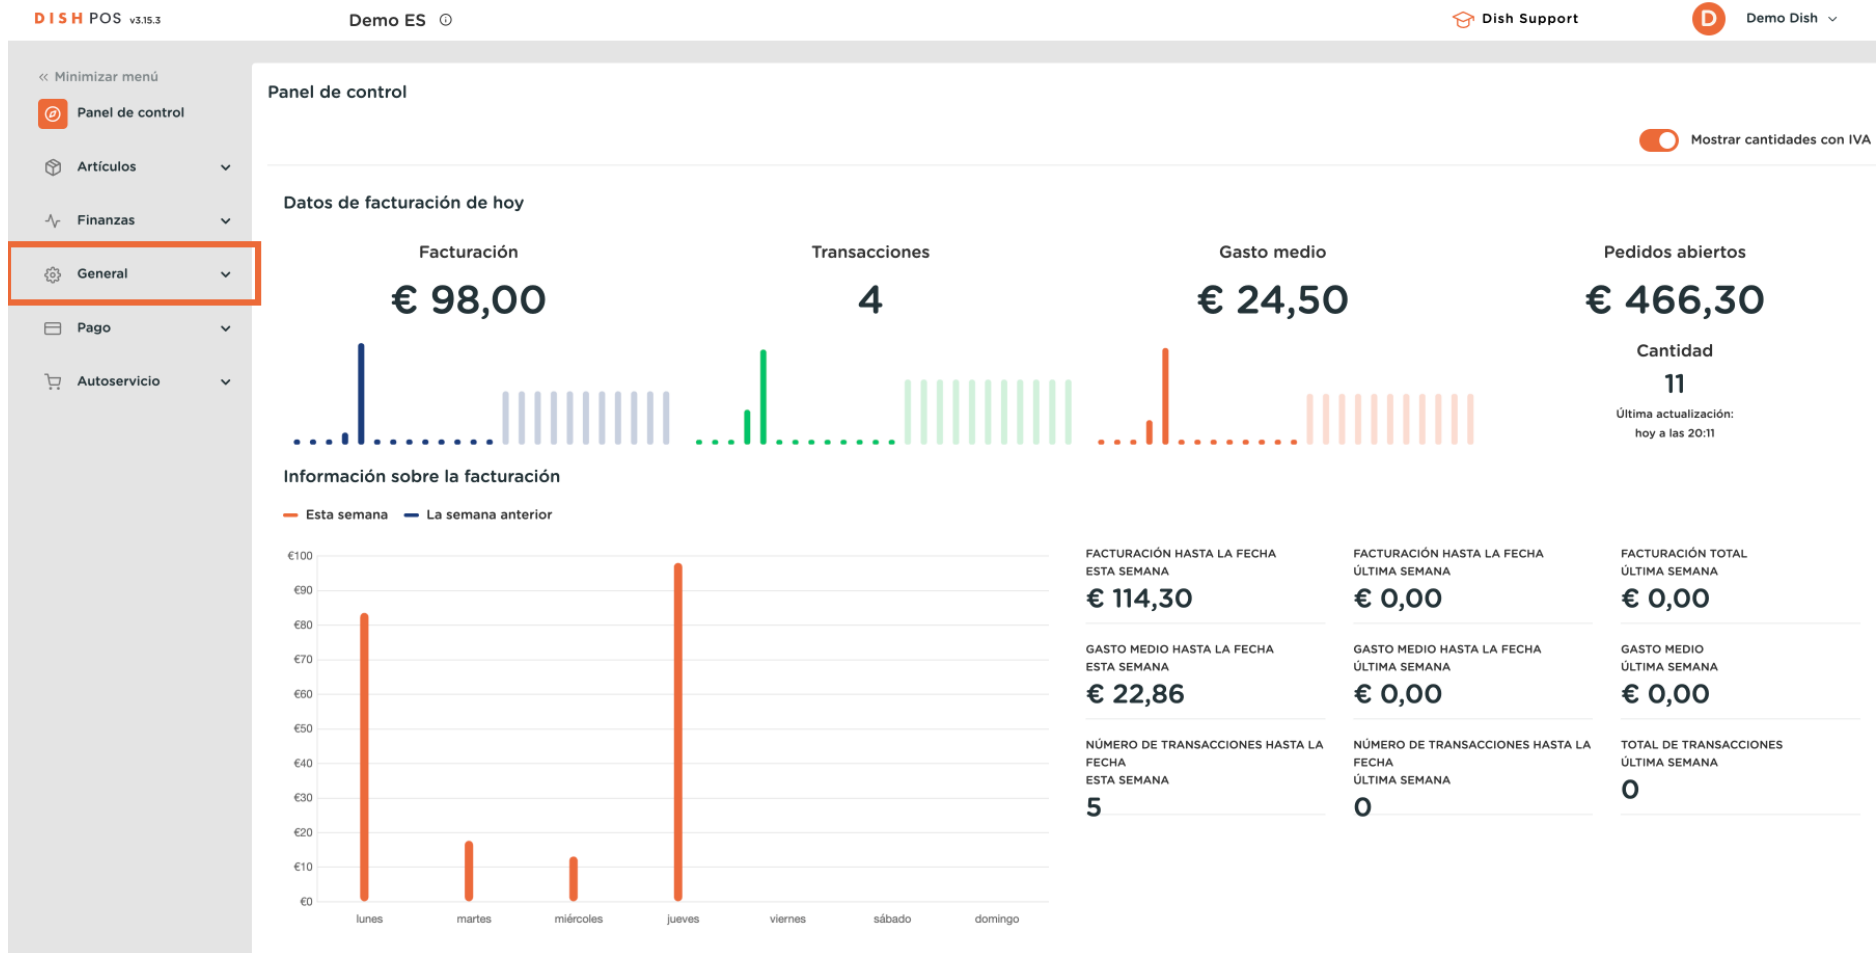 DISH POS v3.15.3
Demo ES
Dish Support
D
Demo Dish
Minimizar menú
Panel de control
Artículos
Finanzas
General
Pago
Autoservicio
Panel de control
Mostrar cantidades con IVA
Datos de facturación de hoy
Facturación
€ 98,00
Transacciones
4
Gasto medio
€ 24,50
Pedidos abiertos
€ 466,30
Cantidad
11
Última actualización:
hoy a las 20:11
Información sobre la facturación
Esta semana
La semana anterior
€100
€90
€80
€70
€60
€50
€40
€30
€20
€10
€0
lunes
martes
miércoles
jueves
viernes
sábado
domingo
FACTURACIÓN HASTA LA FECHA
ESTA SEMANA
€ 114,30
FACTURACIÓN HASTA LA FECHA
ÚLTIMA SEMANA
€ 0,00
FACTURACIÓN TOTAL
ÚLTIMA SEMANA
€ 0,00
GASTO MEDIO HASTA LA FECHA
ESTA SEMANA
€ 22,86
GASTO MEDIO HASTA LA FECHA
ÚLTIMA SEMANA
€ 0,00
GASTO MEDIO
ÚLTIMA SEMANA
€ 0,00
NÚMERO DE TRANSACCIONES HASTA LA
FECHA
ESTA SEMANA
5
NÚMERO DE TRANSACCIONES HASTA LA
FECHA
ÚLTIMA SEMANA
0
TOTAL DE TRANSACCIONES
ÚLTIMA SEMANA
0